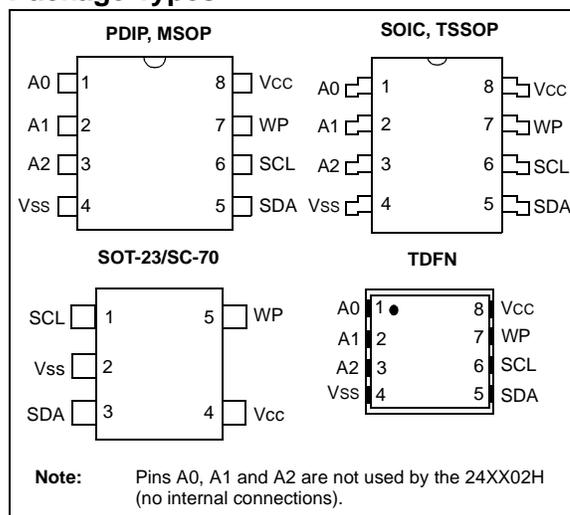 PDIP, MSOP
A0 1 8 VCC
A1 2 7 WP
A2 3 6 SCL
VSS 4 5 SDA
SOIC, TSSOP
A0 1 8 VCC
A1 2 7 WP
A2 3 6 SCL
VSS 4 5 SDA
SOT-23/SC-70
SCL 1 5 WP
VSS 2
SDA 3 4 Vcc
TDFN
A0 1 8 VCC
A1 2 7 WP
A2 3 6 SCL
VSS 4 5 SDA
Note: Pins A0, A1 and A2 are not used by the 24XX02H
(no internal connections).